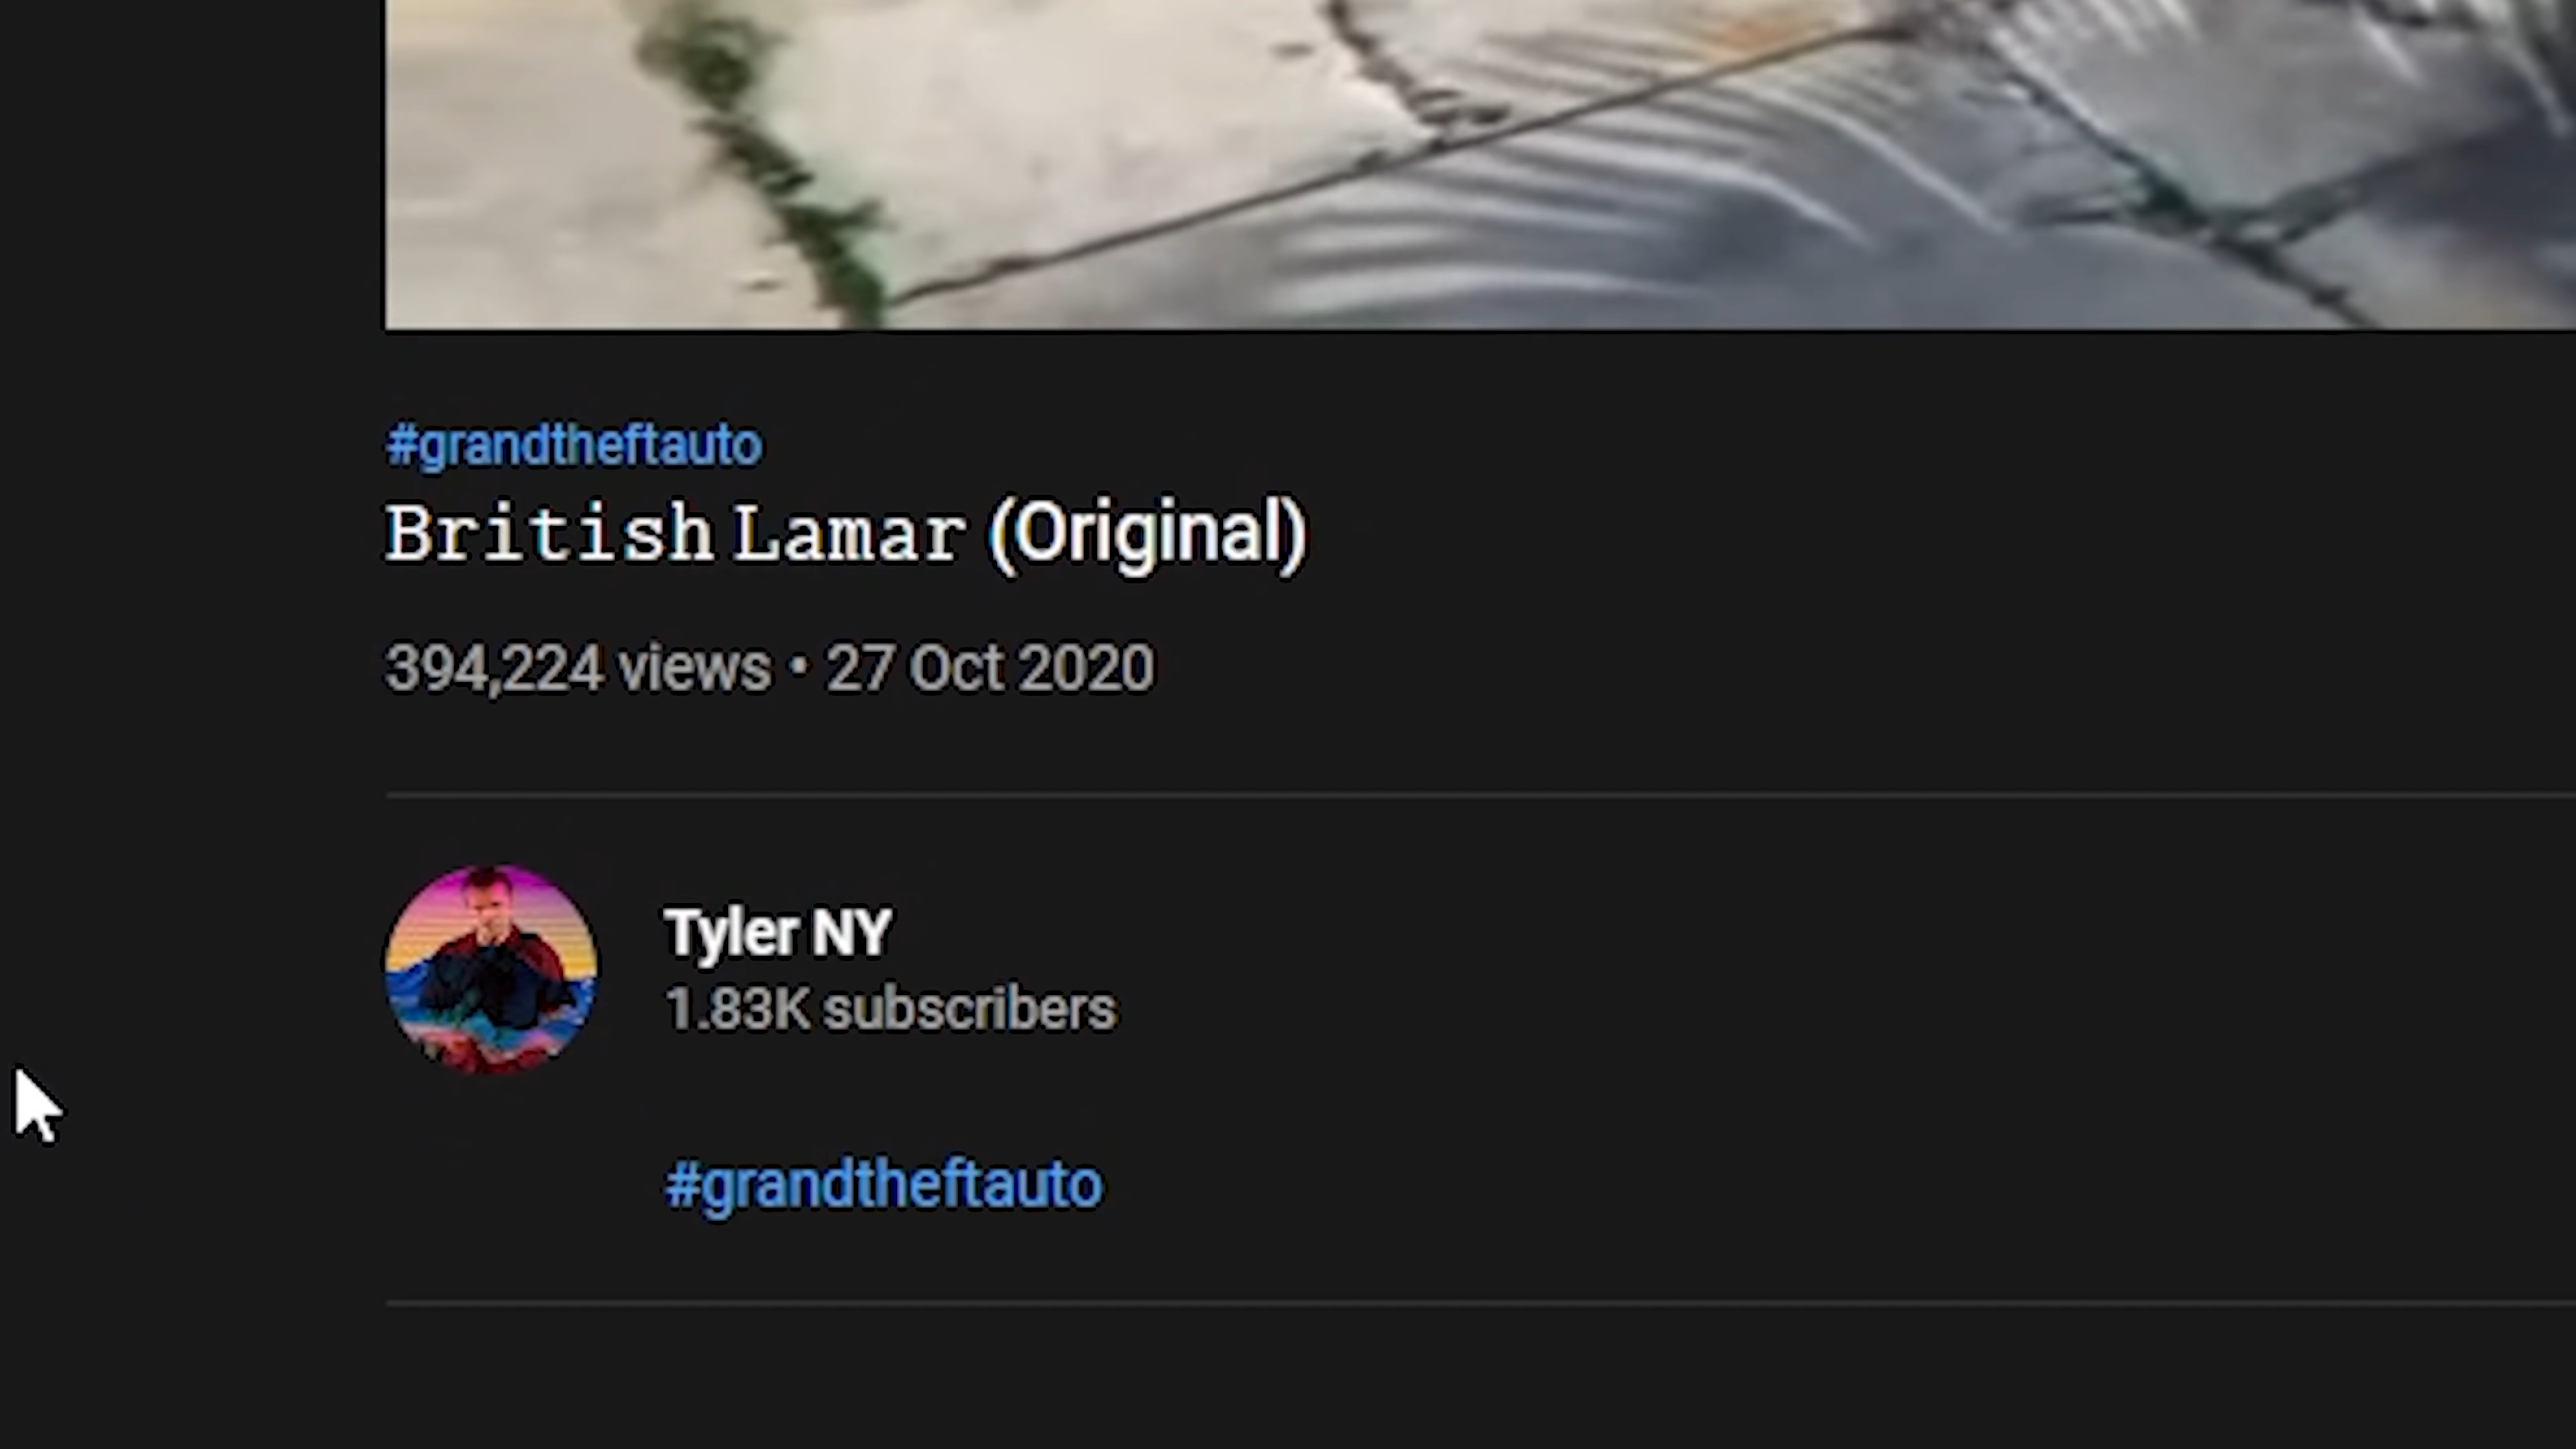 #grandtheftauto
British Lamar (Original)
394,224 views • 27 Oct 2020
Tyler NY
1.83K subscribers
#grandtheftauto